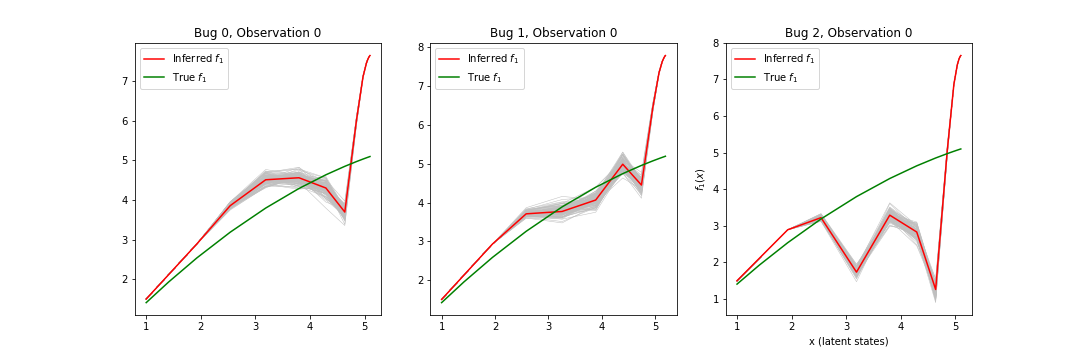 Bug 0, Observation 0
Inferred f₁
True f₁
7
6
5
4
3
2
1 2 3 4 5
Bug 1, Observation 0
Inferred f₁
True f₁
8
7
6
5
4
3
2
1 2 3 4 5
Bug 2, Observation 0
Inferred f₁
True f₁
f₁(x)
8
7
6
5
4
3
2
1
1 2 3 4 5
x (latent states)